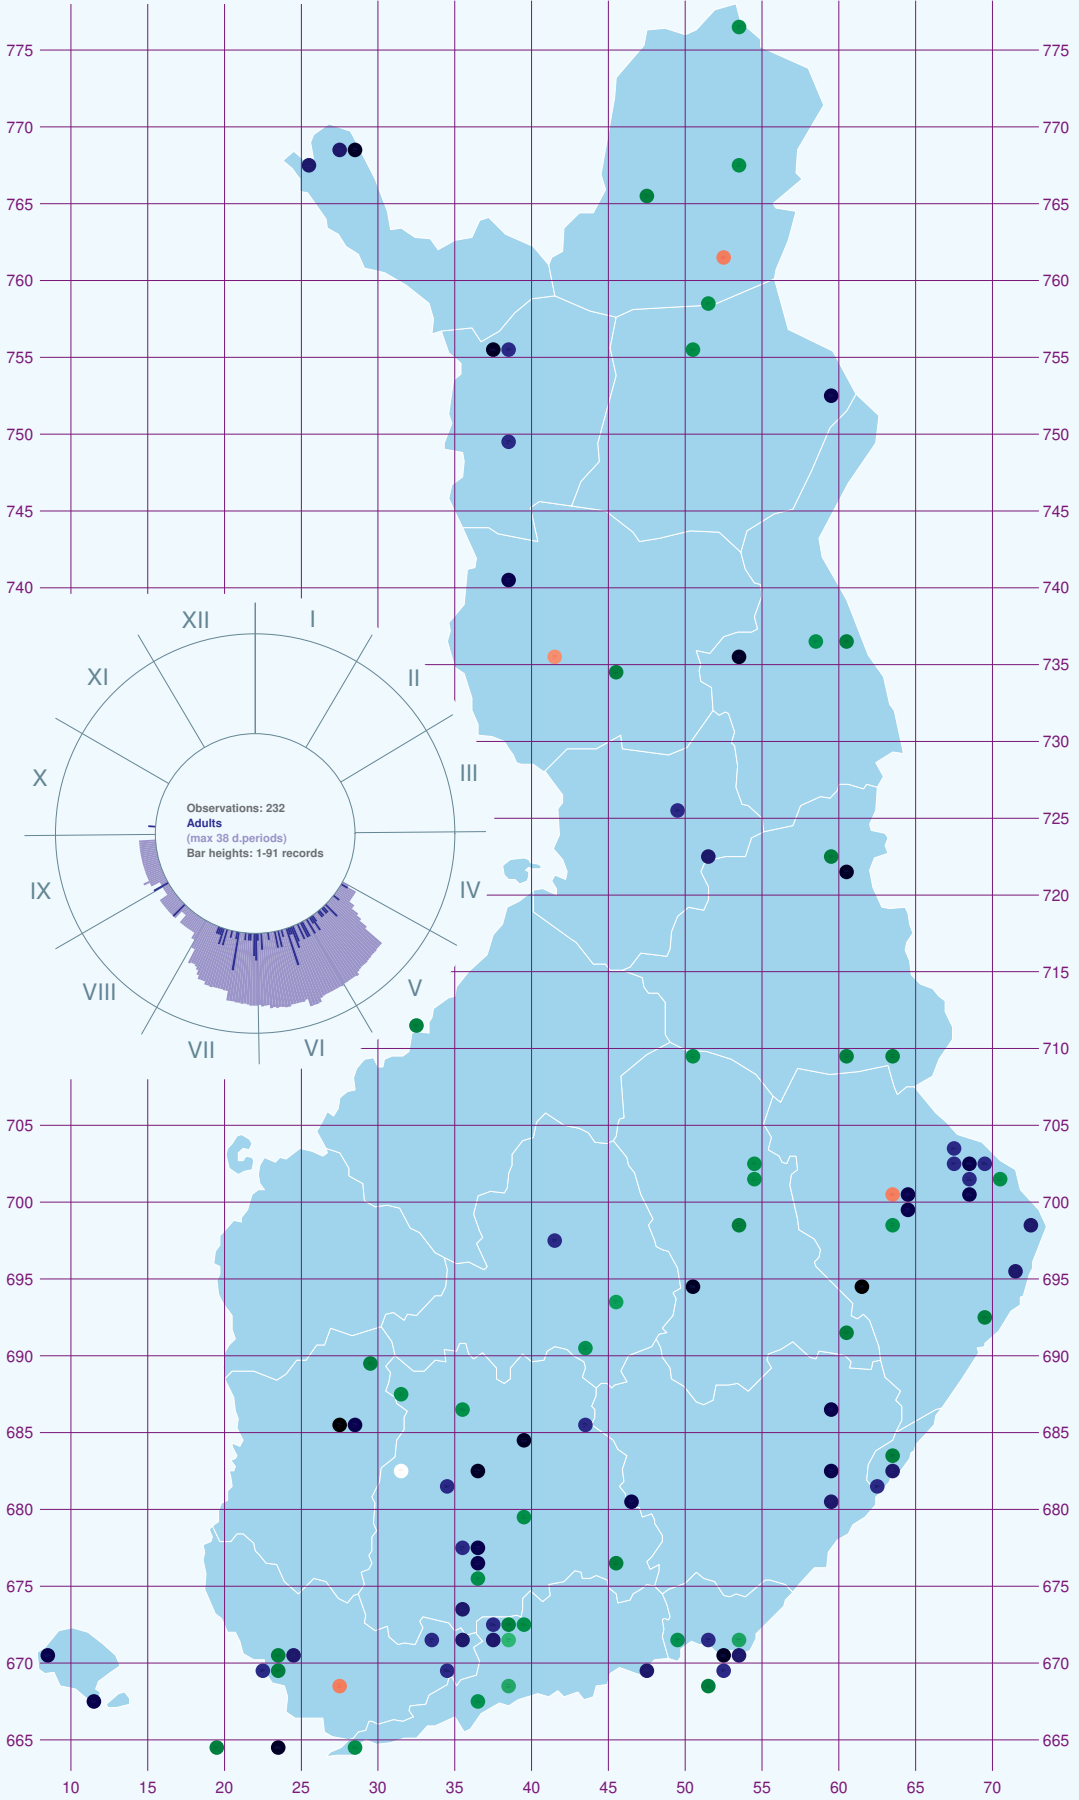 775 775
770 770
765 765
760 760
755 755
750 750
745 745
740 740
XII I
XI II
735
730
X III
Observations: 232
Adults
(max 38 d.periods)
Bar heights: 1-91 records
725
IX IV
720
715
VIII V
VII VI
710
705 705
700 700
695 695
690 690
685 685
680 680
675 675
670 670
665 665
10 15 20 25 30 35 40 45 50 55 60 65 70